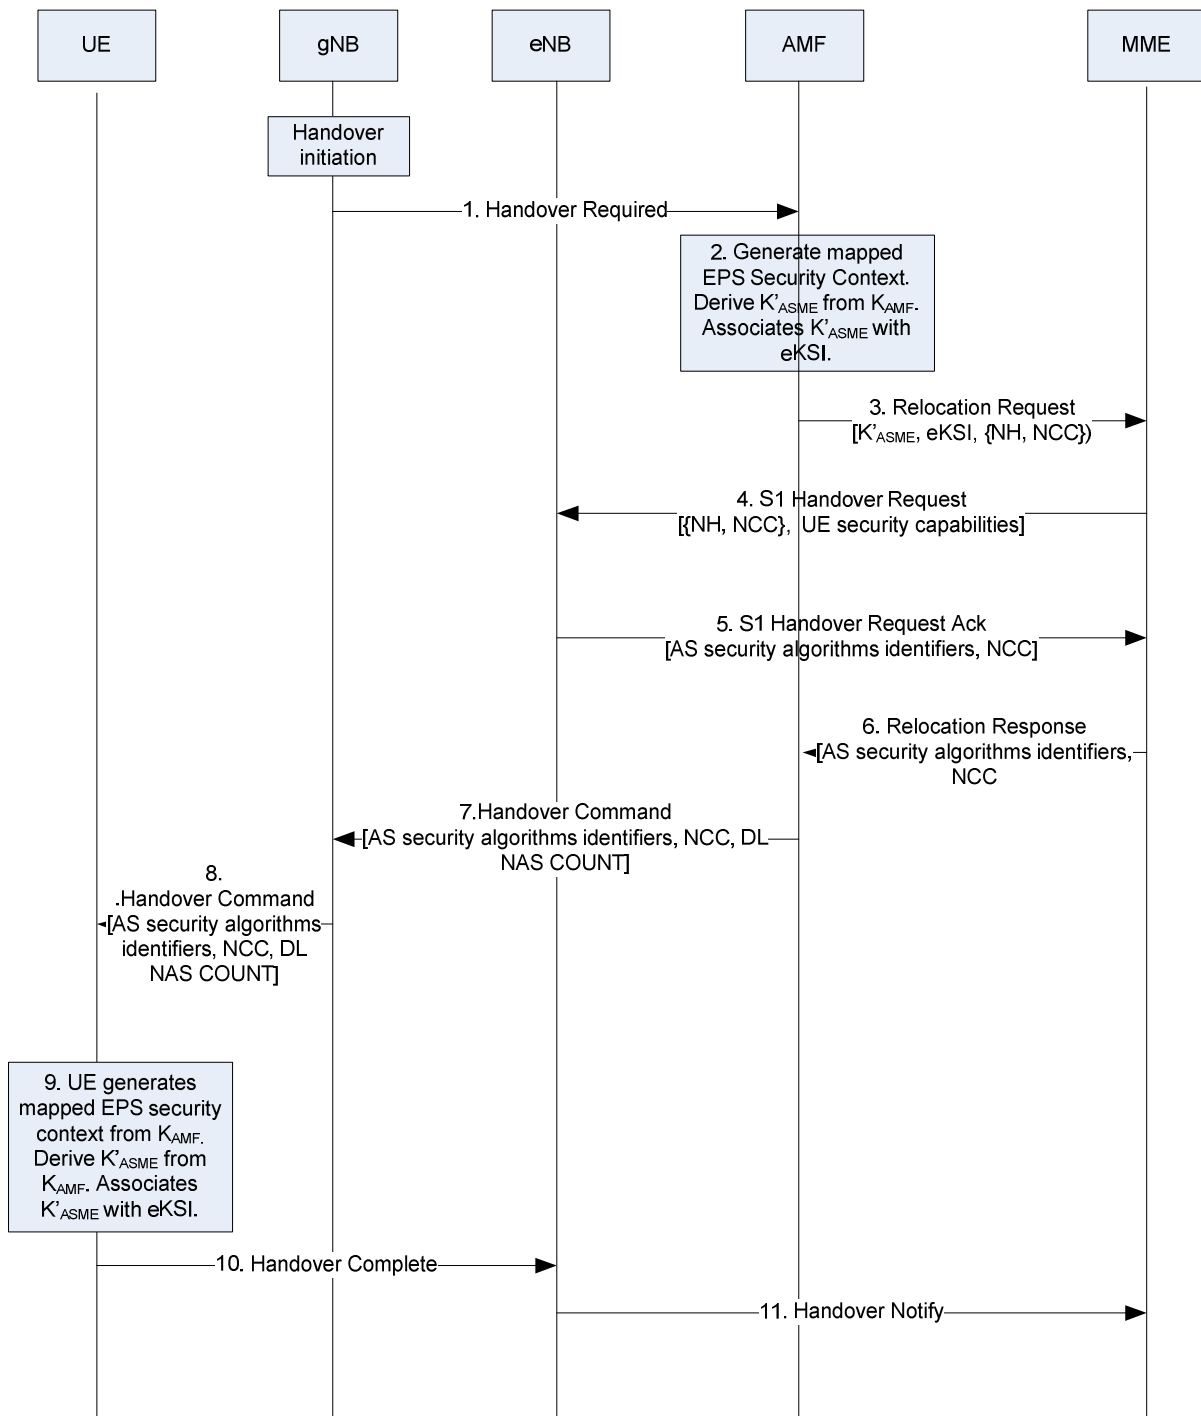 UE
gNB
eNB
AMF
MME
Handover
initiation
1. Handover Required
2. Generate mapped
EPS Security Context.
Derive K'ASME from KAMF.
Associates K'ASME with
eKSI.
3. Relocation Request
[K'ASME, eKSI, {NH, NCC})
4. S1 Handover Request
[{NH, NCC}, UE security capabilities]
5. S1 Handover Request Ack
[AS security algorithms identifiers, NCC]
6. Relocation Response
[AS security algorithms identifiers,
NCC
7.Handover Command
[AS security algorithms identifiers, NCC, DL
NAS COUNT]
8.
.Handover Command
[AS security algorithms
identifiers, NCC, DL
NAS COUNT]
9. UE generates
mapped EPS security
context from KAMF.
Derive K'ASME from
KAMF. Associates
K'ASME with eKSI.
10. Handover Complete
11. Handover Notify